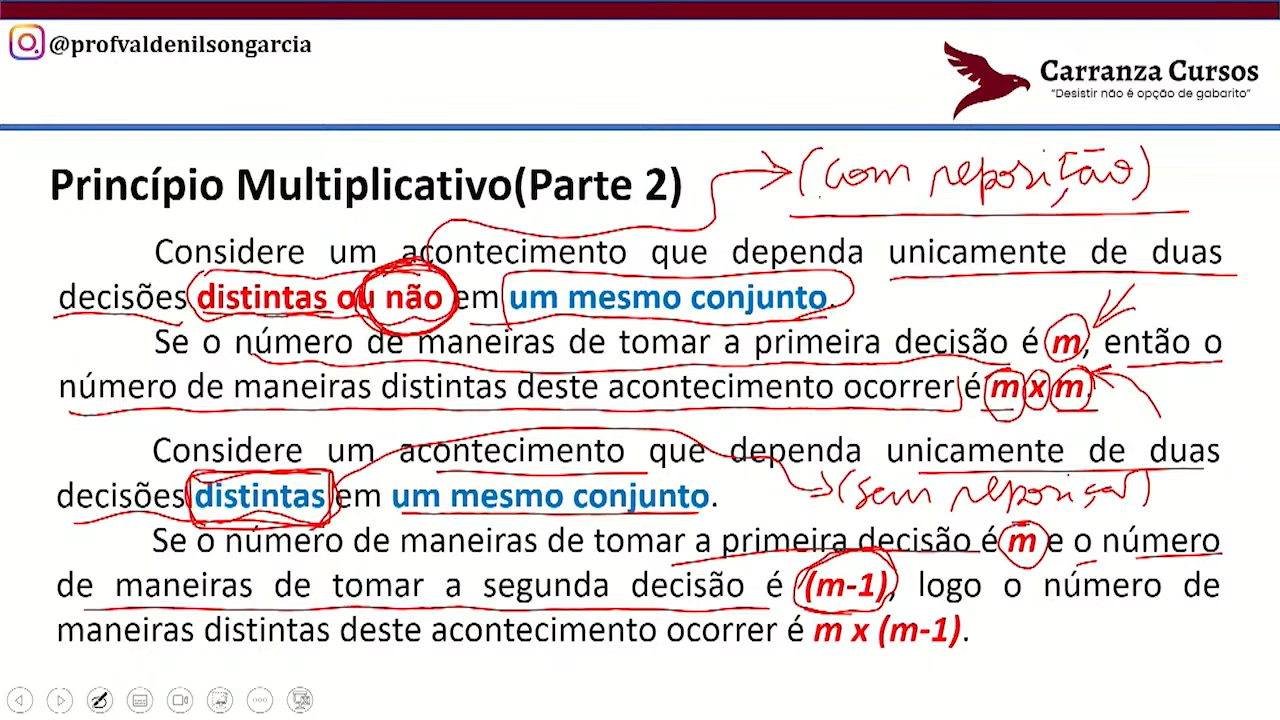 @profvaldenilsongarcia
Carranza Cursos
"Desistir não é opção de gabarito"
Princípio Multiplicativo(Parte 2)
(com reposição)
Considere um acontecimento que dependa unicamente de duas
decisões distintas ou não em um mesmo conjunto.
Se o número de maneiras de tomar a primeira decisão é m, então o
número de maneiras distintas deste acontecimento ocorrer é m x m.
Considere um acontecimento que dependa unicamente de duas
decisões distintas em um mesmo conjunto.
(sem reposição)
Se o número de maneiras de tomar a primeira decisão é m e o número
de maneiras de tomar a segunda decisão é (m-1), logo o número de
maneiras distintas deste acontecimento ocorrer é m x (m-1).